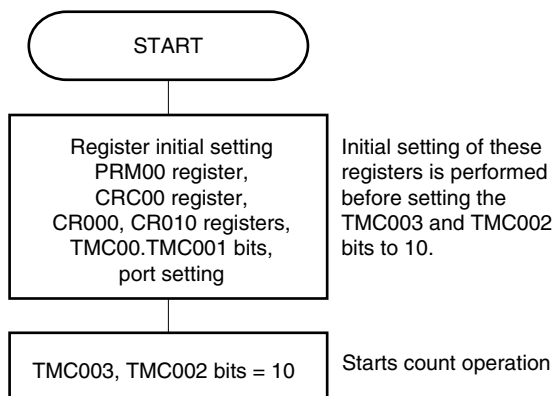 START
Register initial setting
PRM00 register,
CRC00 register,
CR000, CR010 registers,
TMC00.TMC001 bits,
port setting
Initial setting of these
registers is performed
before setting the
TMC003 and TMC002
bits to 10.
TMC003, TMC002 bits = 10
Starts count operation